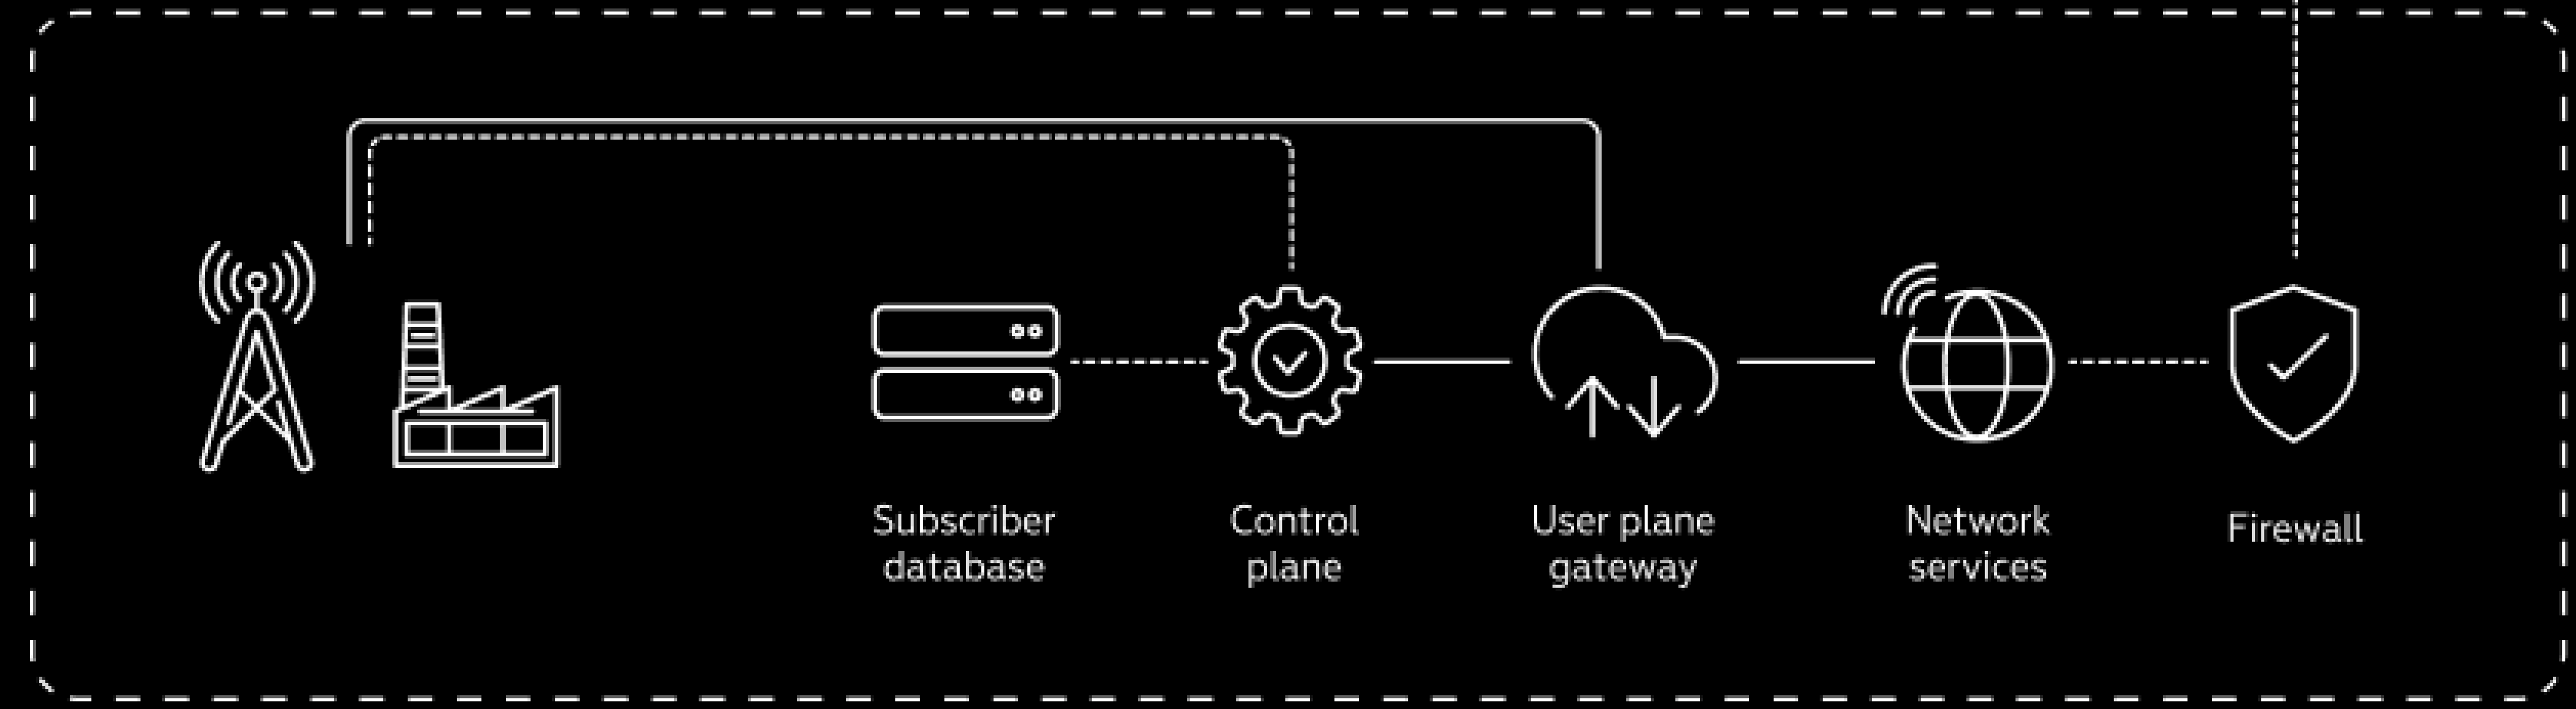 Subscriber
database
Control
plane
User plane
gateway
Network
services
Firewall